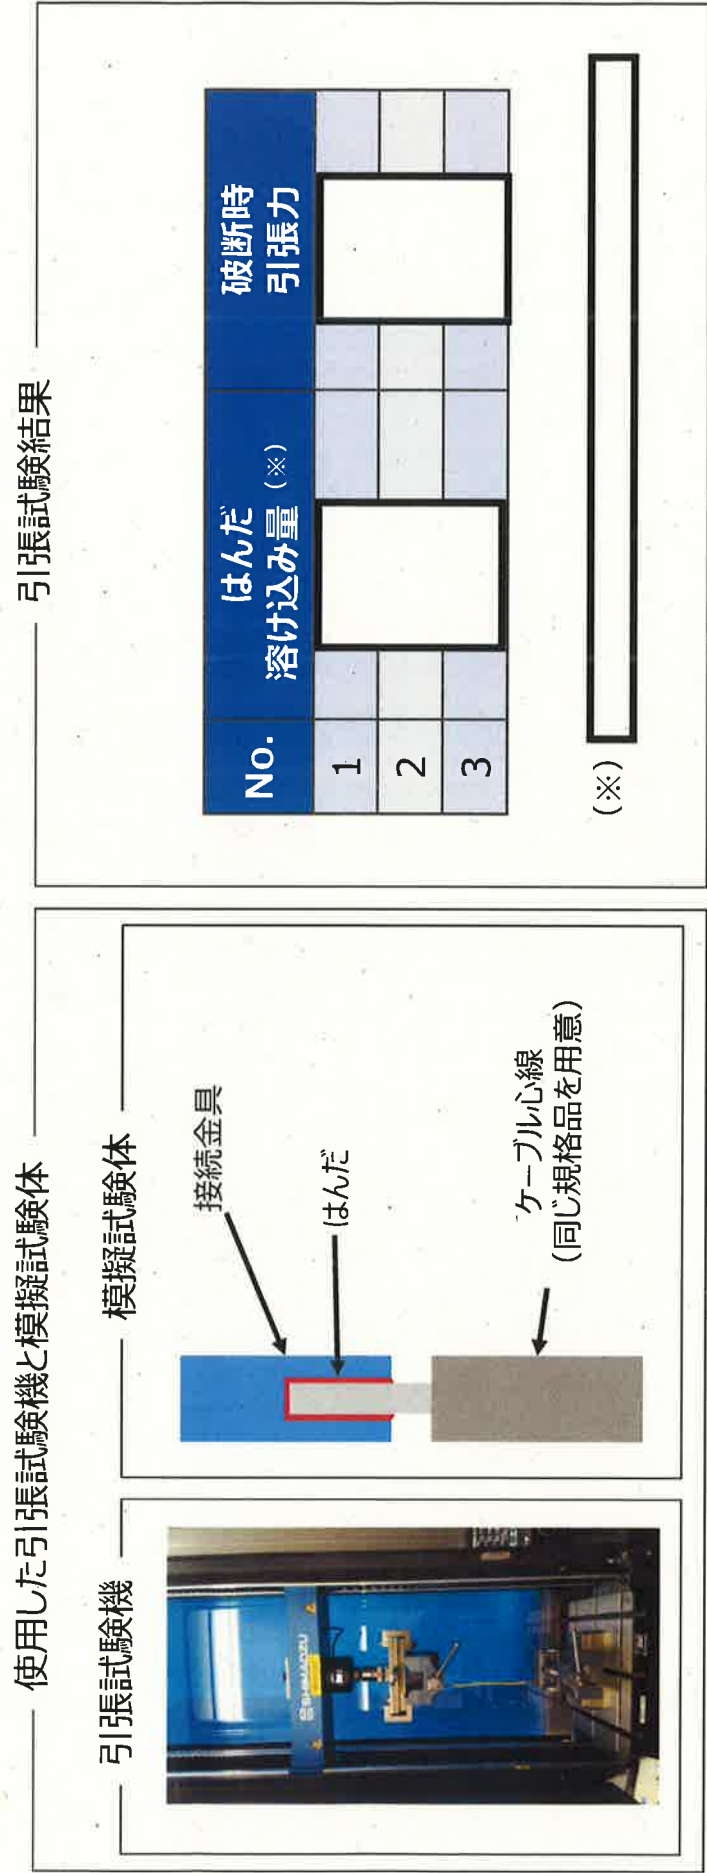 使用した引張試験機と模擬試験体
引張試験機
SHIMADZU
模擬試験体
接続金具
はんだ
ケーブル心線
(同じ規格品を用意)
引張試験結果
No.
はんだ
溶け込み量(※)
破断時
引張力
1
2
3
(※)